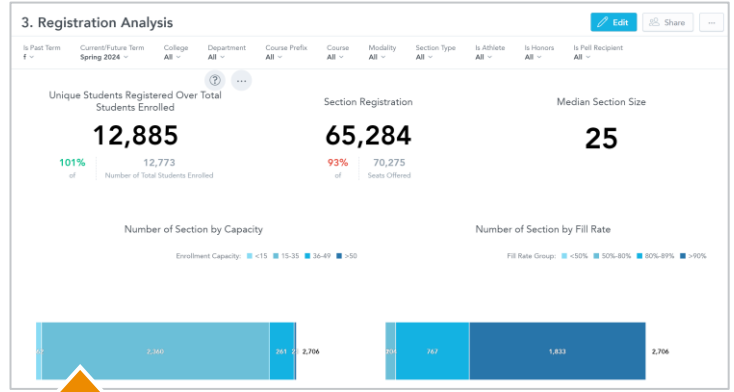 3. Registration Analysis
Edit
Share
Is Past Term Current/Future Term College Department Course Prefix Course Modality Section Type Is Athlete Is Honors Is Pell Recipient
f Spring 2024 All All All All All All All All All
Unique Students Registered Over Total
Students Enrolled
Section Registration
Median Section Size
12,885
65,284
25
101% 12,773
of Number of Total Students Enrolled
93% 70,275
of Seats Offered
Number of Section by Capacity
Number of Section by Fill Rate
Enrollment Capacity: <15 15-35 36-49 >50
Fill Rate Group: <50% 50%-80% 80%-89% >90%
2,360 261 2,706
767 1,833 2,706